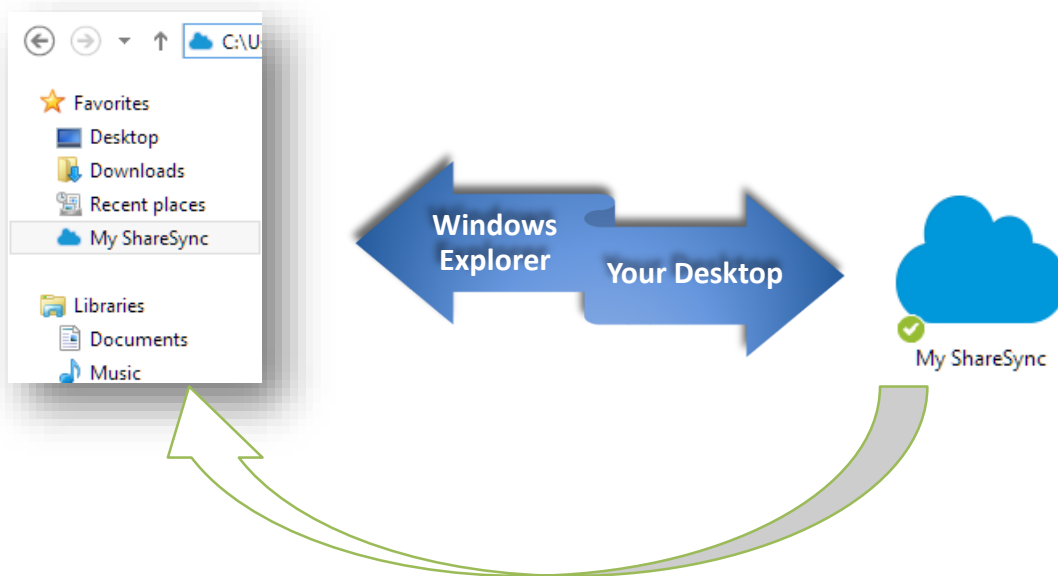 C:\U
Favorites
Desktop
Downloads
Recent places
My ShareSync
Libraries
Documents
Music
Windows
Explorer
Your Desktop
My ShareSync